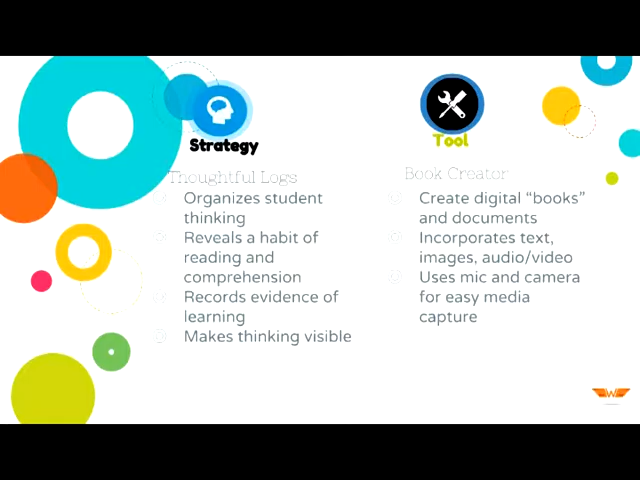 Strategy
Thoughtful Logs
Organizes student
thinking
Reveals a habit of
reading and
comprehension
Records evidence of
learning
Makes thinking visible
Tool
Book Creator
Create digital “books”
and documents
Incorporates text,
images, audio/video
Uses mic and camera
for easy media
capture
W